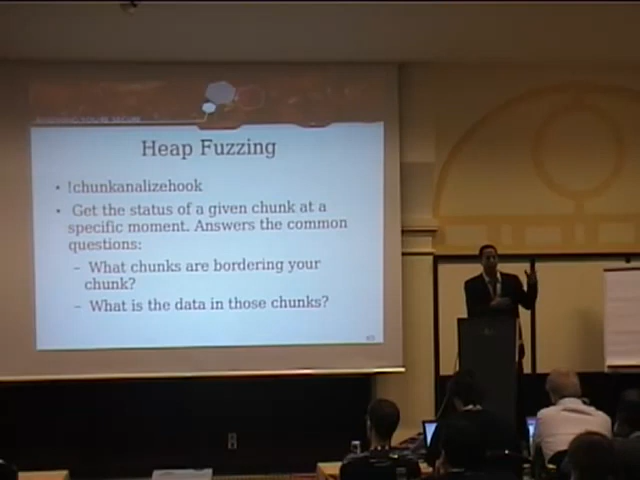 Heap Fuzzing
• !chunkanalizehook
• Get the status of a given chunk at a
specific moment. Answers the common
questions:
– What chunks are bordering your
chunk?
– What is the data in those chunks?